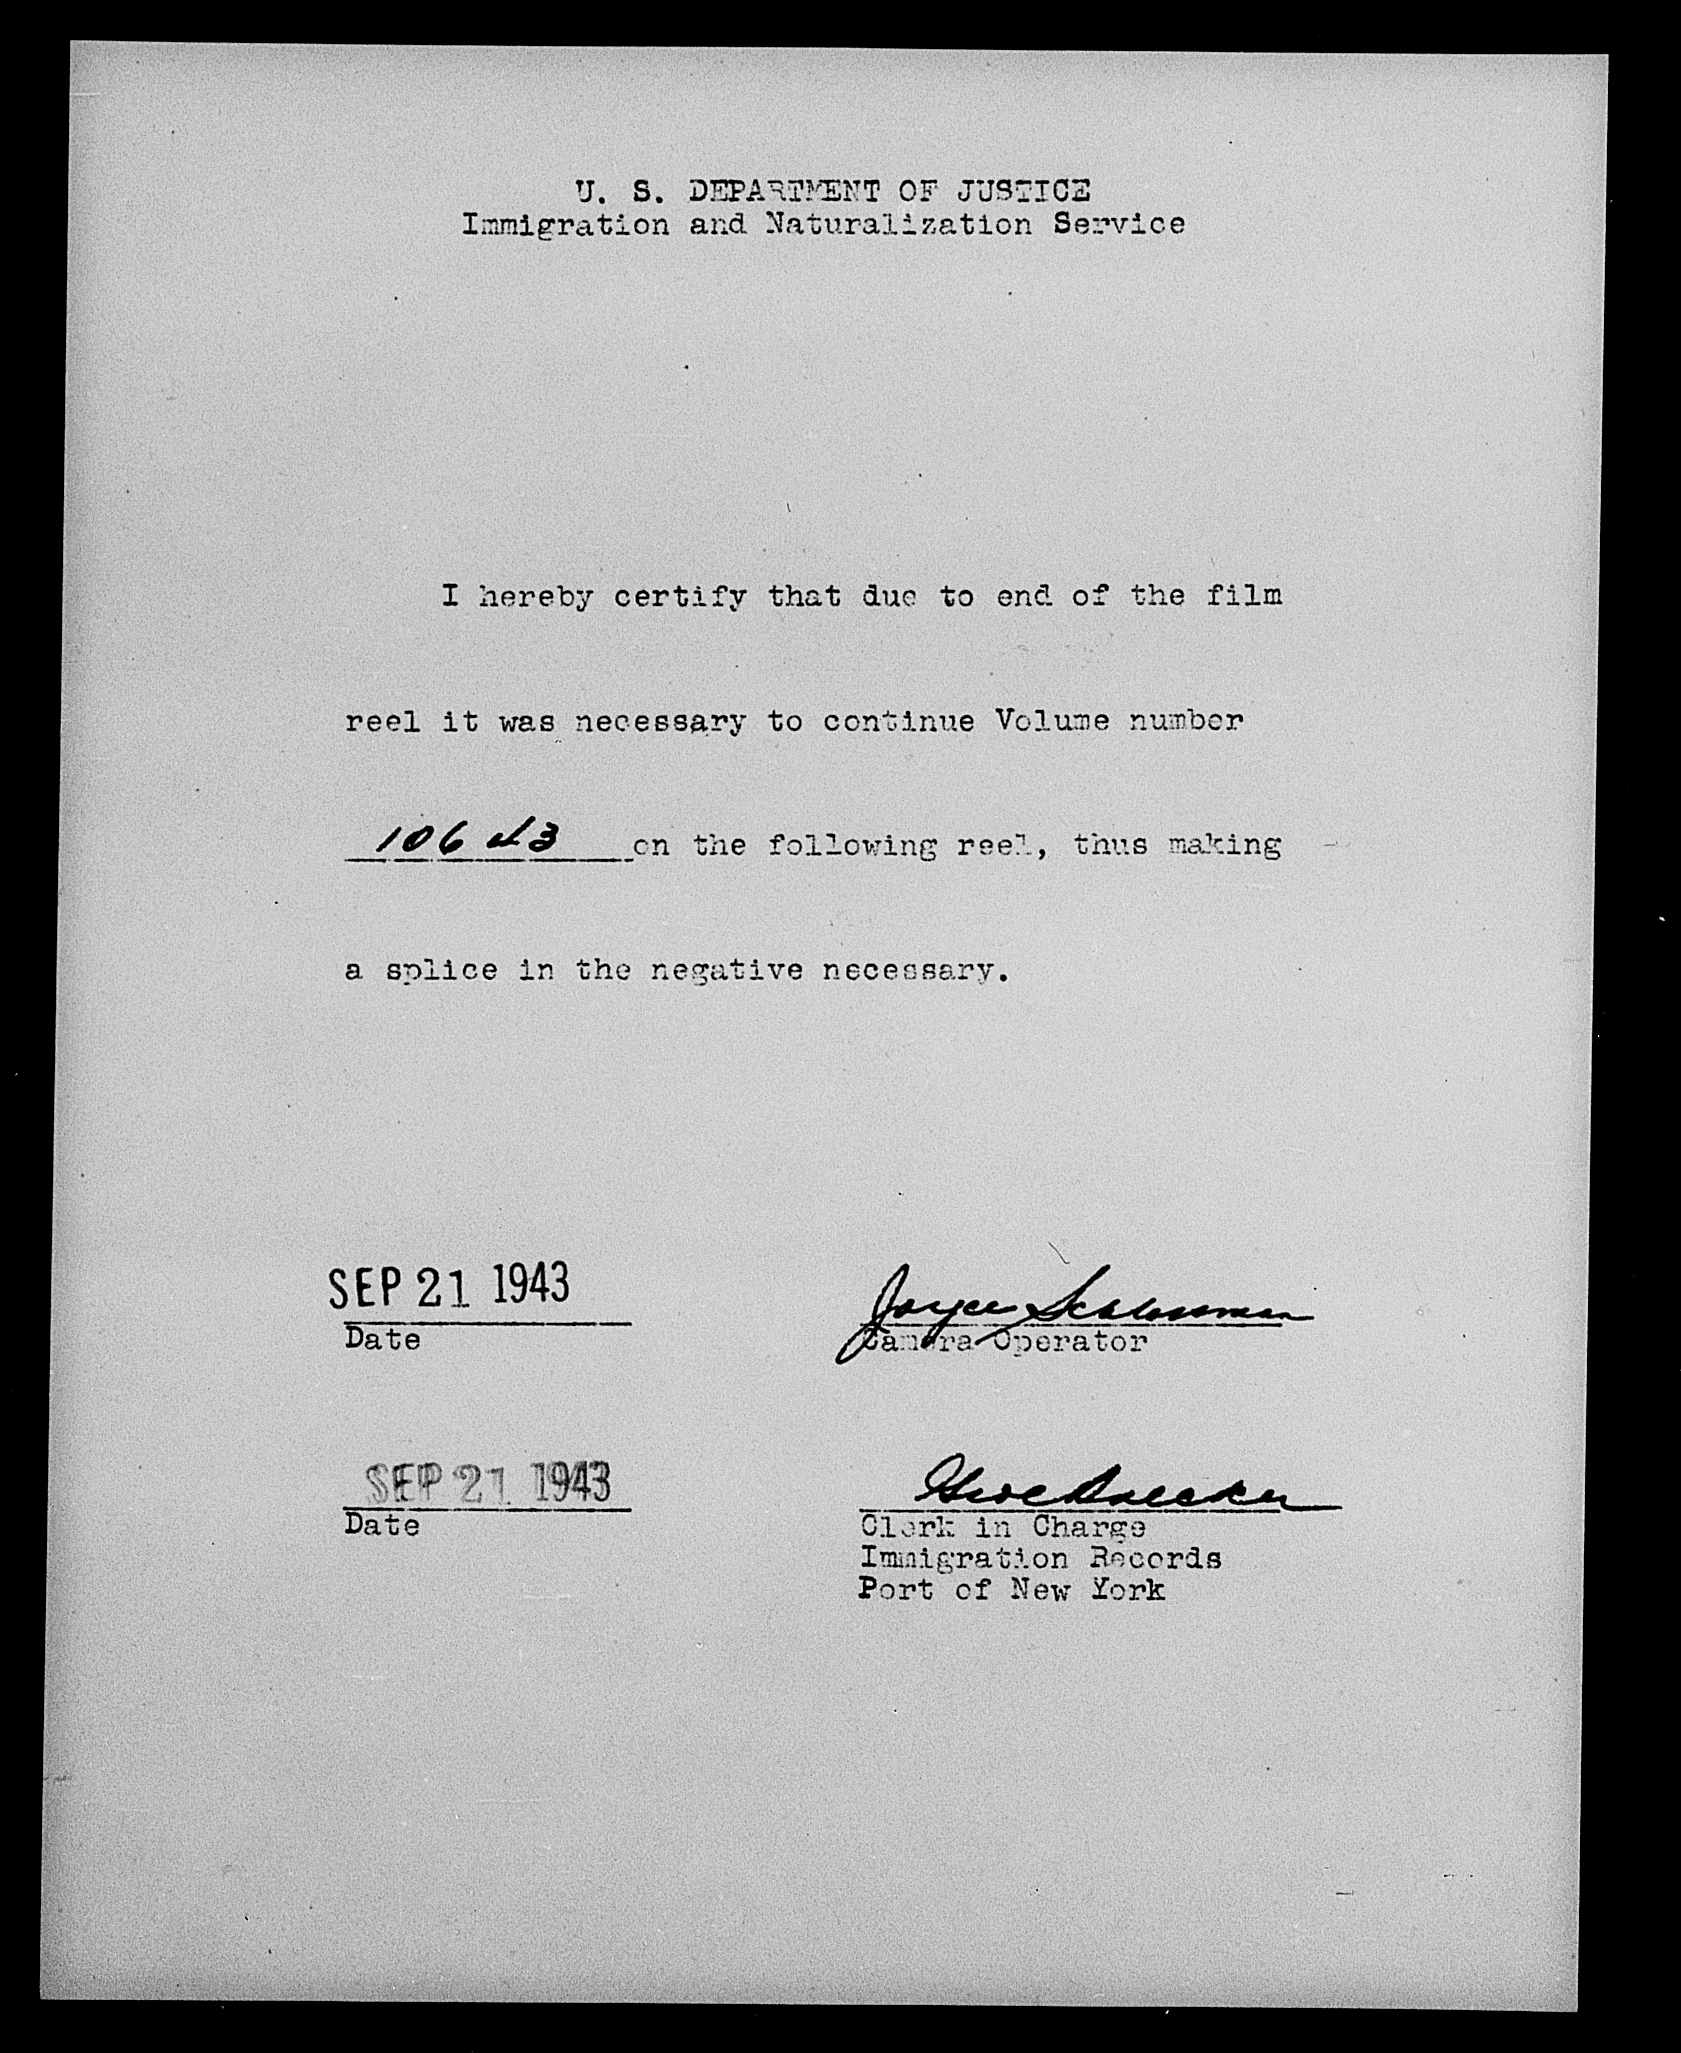 U. S. DEPARTMENT OF JUSTICE
Immigration and Naturalization Service
I hereby certify that due to end of the film
reel it was necessary to continue Volume number
on the following reel, thus making
a splice in the negative necessary.
SEP 21 1943
Date
Joyce
Camera Operator
SEP 21 1943
Date
Clerk in Charge
Immigration Records
Port of New York